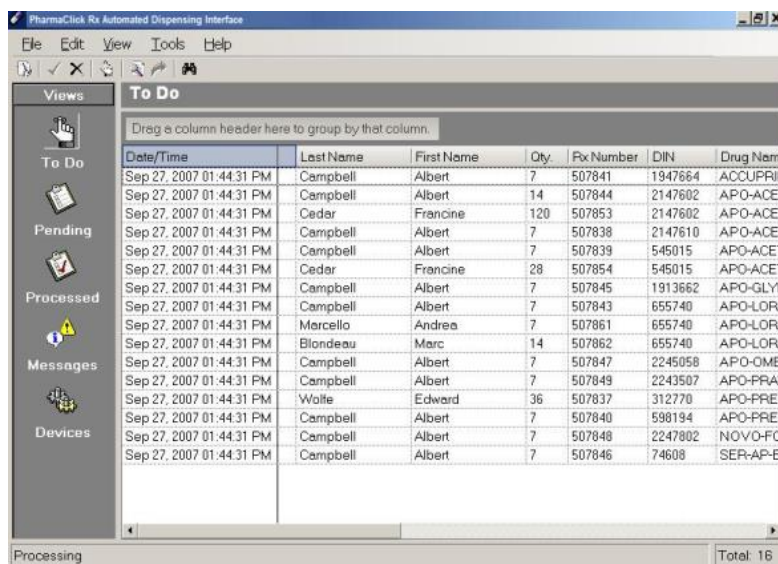 PharmaClick Rx Automated Dispensing Interface
File Edit View Tools Help
Views
To Do
Pending
Processed
Messages
Devices
To Do
Drag a column header here to group by that column.
Date/Time Last Name First Name Qty. Rx Number DIN Drug Nam
Sep 27, 2007 01:44:31 PM Campbell Albert 7 507841 1947664 ACCUPRI
Sep 27, 2007 01:44:31 PM Campbell Albert 14 507844 2147602 APO-ACE
Sep 27, 2007 01:44:31 PM Cedar Francine 120 507853 2147602 APO-ACE
Sep 27, 2007 01:44:31 PM Campbell Albert 7 507838 2147610 APO-ACE
Sep 27, 2007 01:44:31 PM Campbell Albert 7 507839 545015 APO-ACE
Sep 27, 2007 01:44:31 PM Cedar Francine 28 507854 545015 APO-ACE
Sep 27, 2007 01:44:31 PM Campbell Albert 7 507845 1913662 APO-GLY
Sep 27, 2007 01:44:31 PM Campbell Albert 7 507843 655740 APO-LOR
Sep 27, 2007 01:44:31 PM Marcello Andrea 7 507861 655740 APO-LOR
Sep 27, 2007 01:44:31 PM Blondeau Marc 14 507862 655740 APO-LOR
Sep 27, 2007 01:44:31 PM Campbell Albert 7 507847 2245058 APO-OME
Sep 27, 2007 01:44:31 PM Campbell Albert 7 507849 2243507 APO-PRA
Sep 27, 2007 01:44:31 PM Wolfe Edward 36 507837 312770 APO-PRE
Sep 27, 2007 01:44:31 PM Campbell Albert 7 507840 598194 APO-PRE
Sep 27, 2007 01:44:31 PM Campbell Albert 7 507848 2247802 NOVO-FO
Sep 27, 2007 01:44:31 PM Campbell Albert 7 507846 74608 SER-AP-E
Processing Total: 16